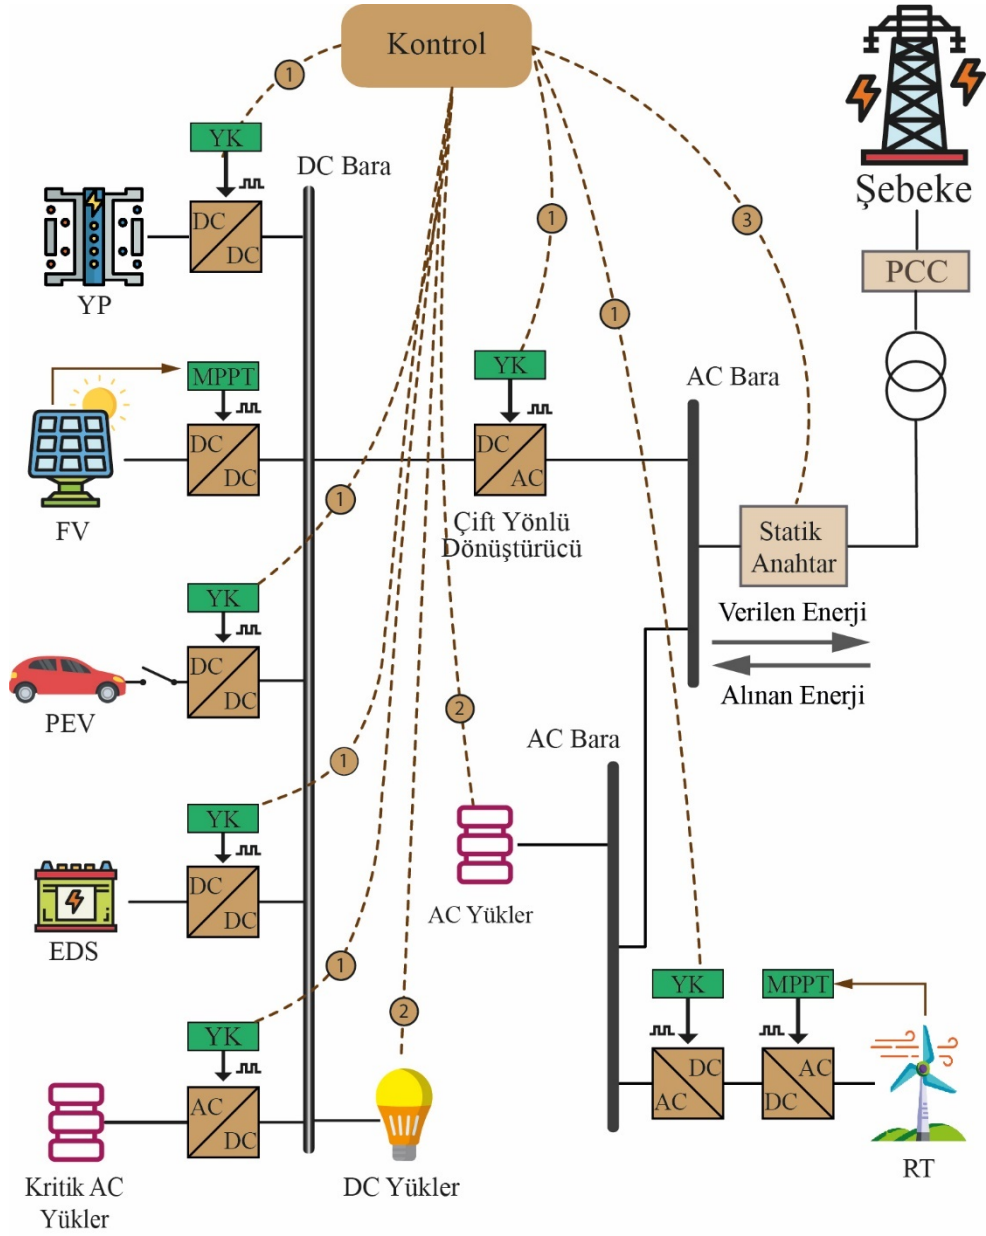 Kontrol
1
YK
DC Bara
DC
DC
YP
Şebeke
PCC
1
3
1
MPPT
DC
DC
FV
YK
DC
AC
Çift Yönlü
Dönüştürücü
AC Bara
1
Statik
Anahtar
Verilen Enerji
Alınan Enerji
YK
DC
DC
PEV
2
AC Bara
1
YK
DC
DC
EDS
AC Yükler
1
2
YK
AC
DC
Kritik AC
Yükler
DC Yükler
YK
MPPT
DC
AC
AC
DC
RT